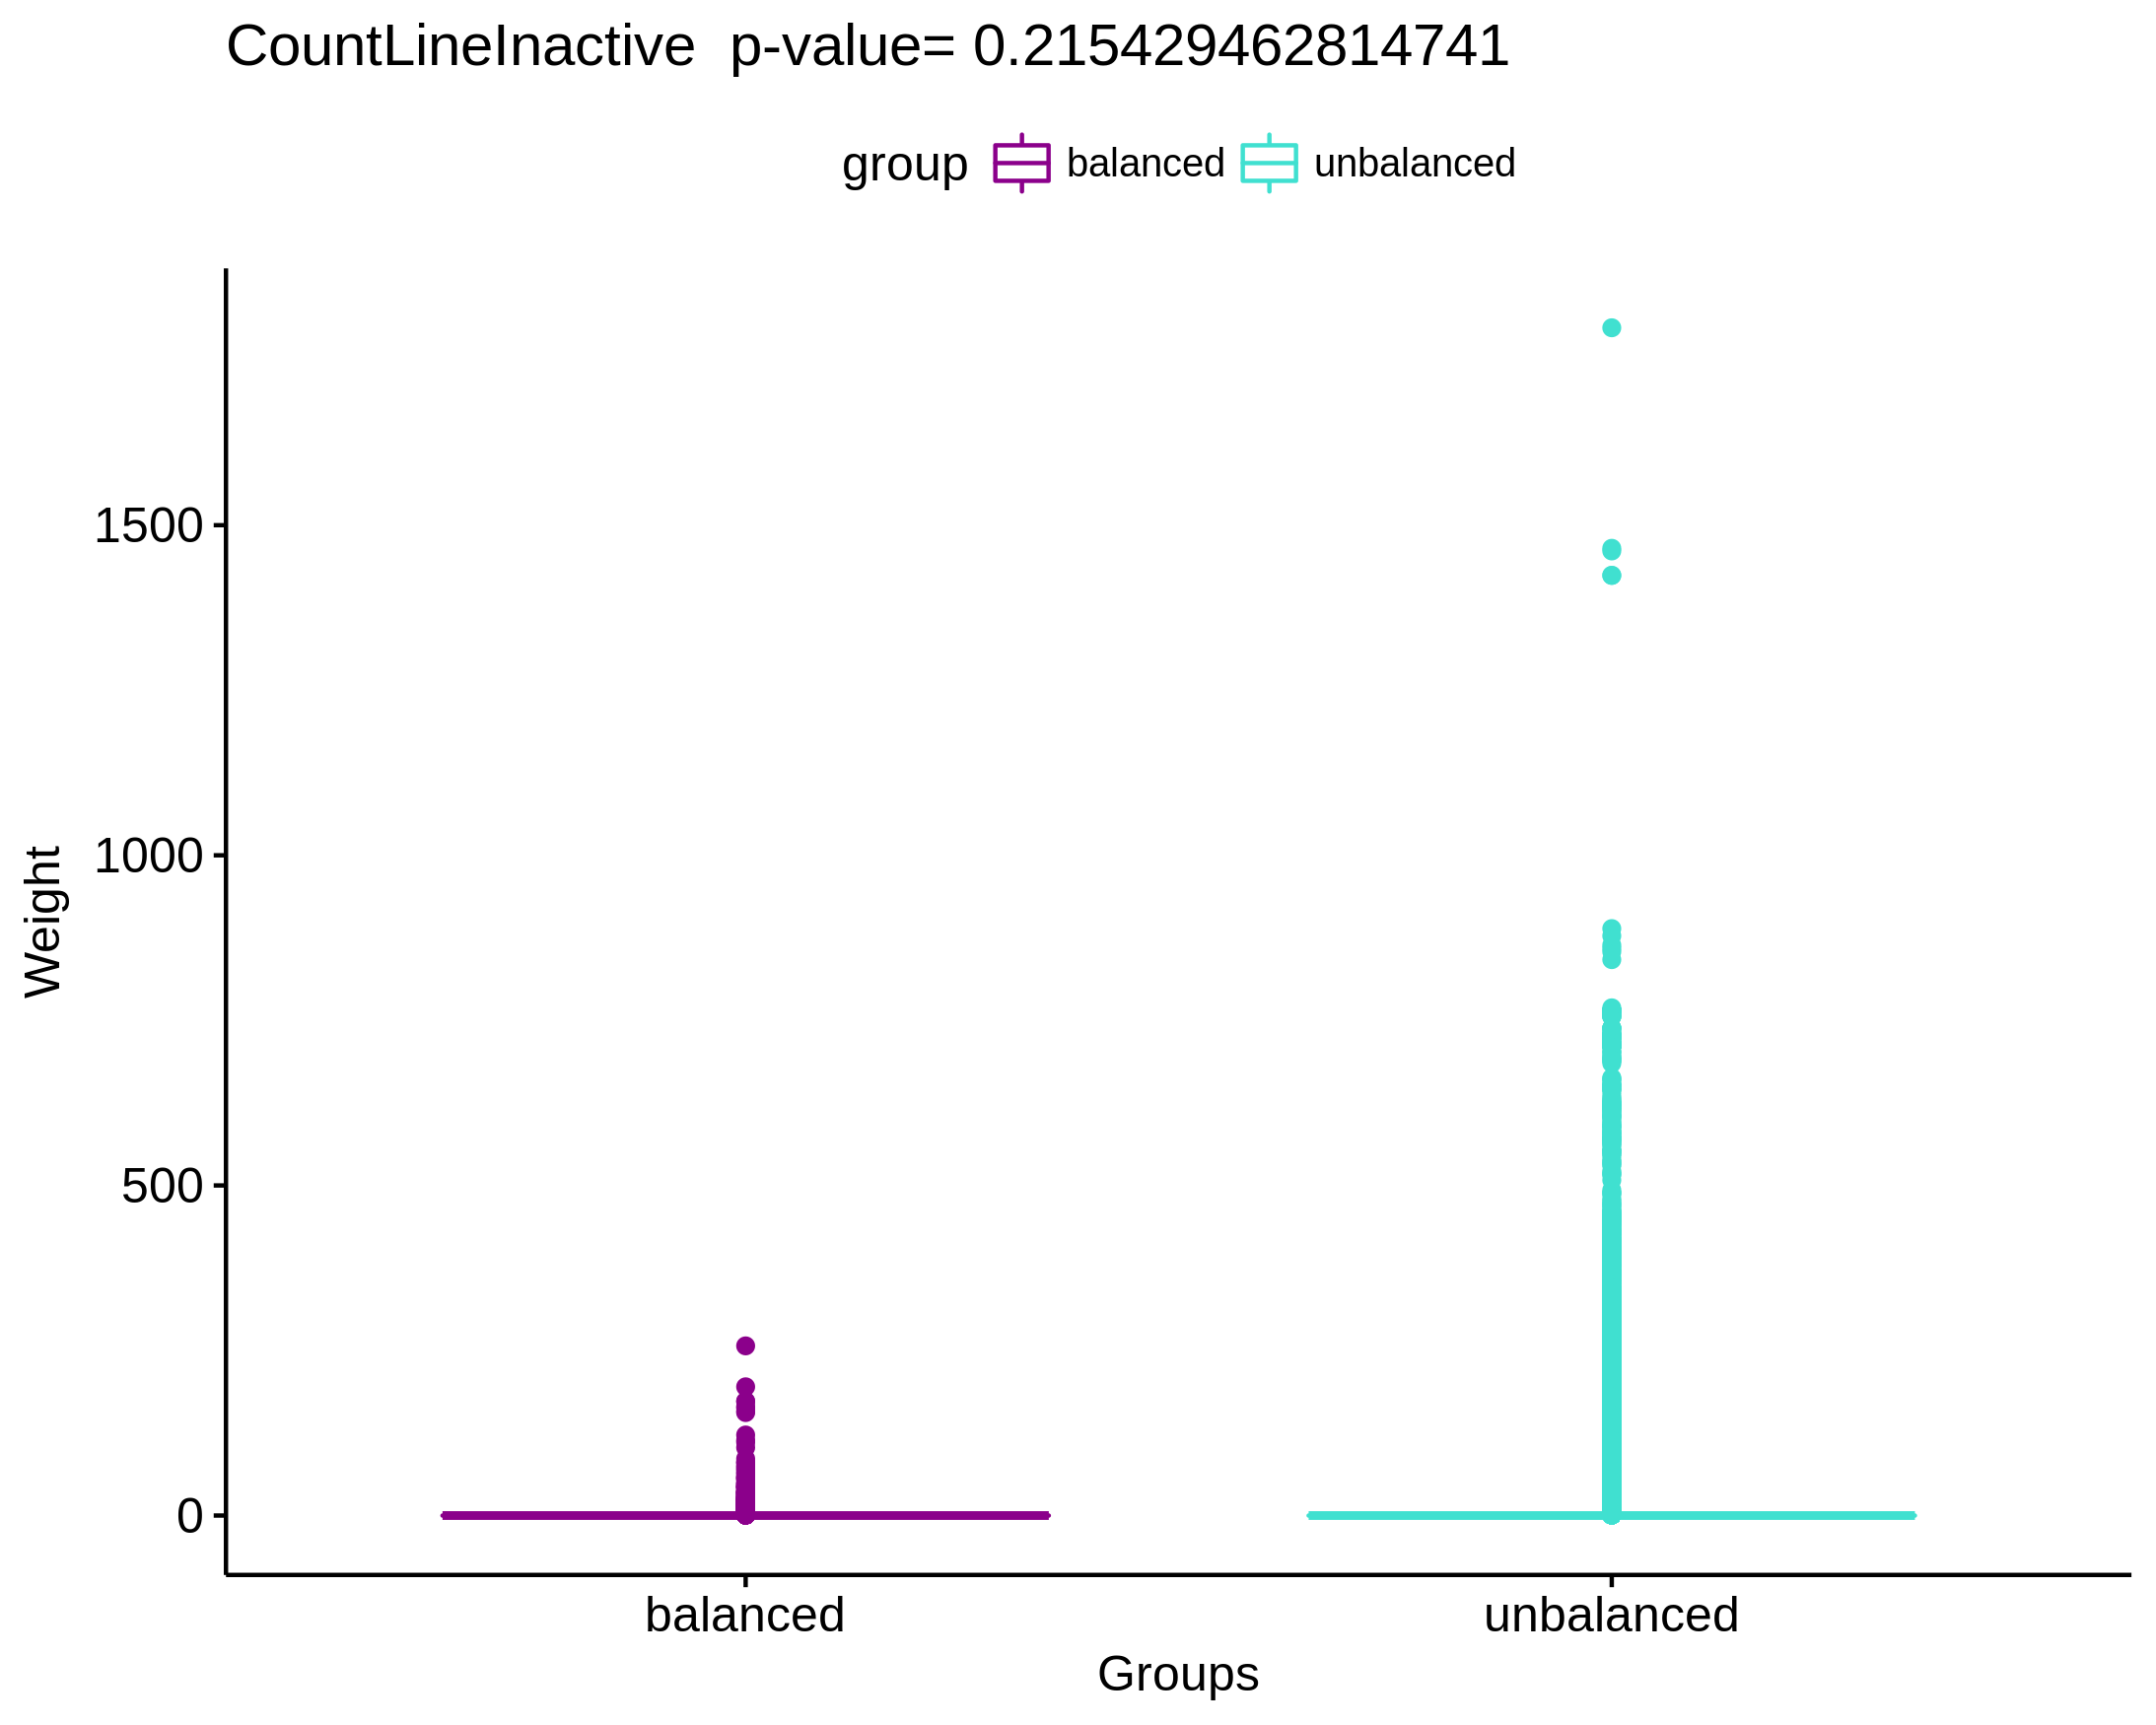 CountLineInactive  p-value= 0.215429462814741
group balanced unbalanced
1500
1000
500
0
Weight
balanced unbalanced
Groups